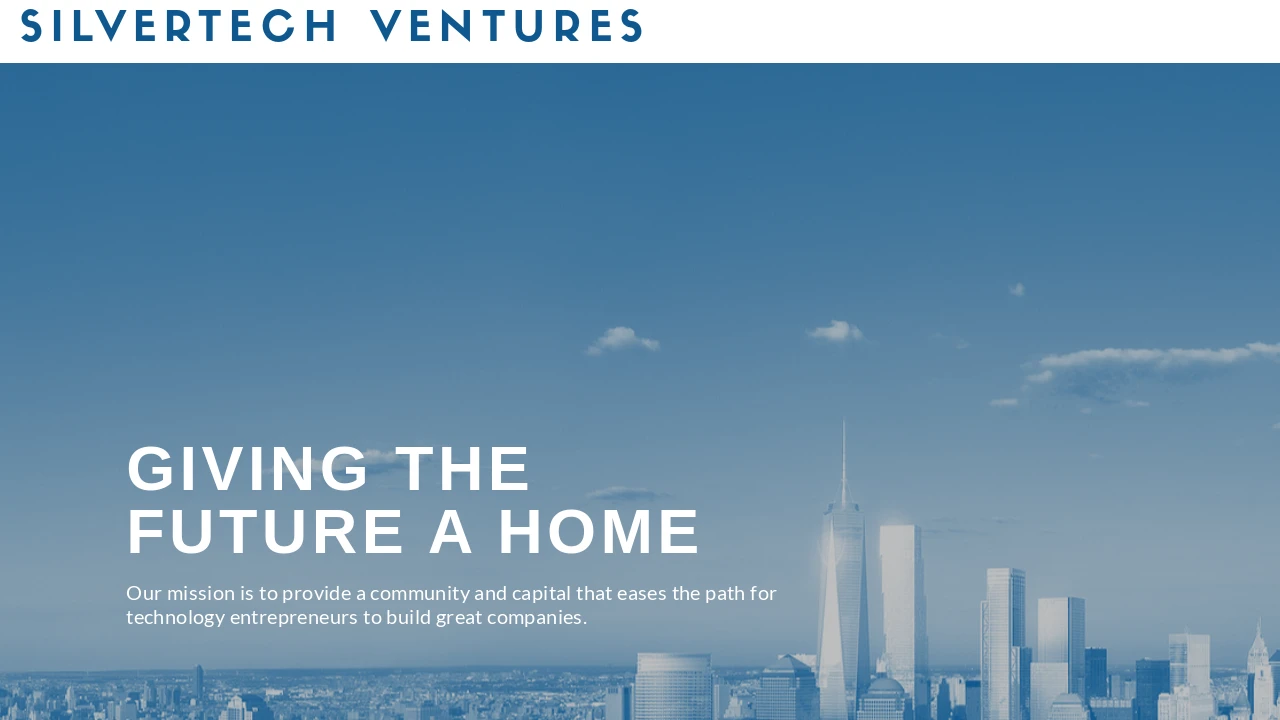 SILVERTECH VENTURES
GIVING THE
FUTURE A HOME
Our mission is to provide a community and capital that eases the path for
technology entrepreneurs to build great companies.